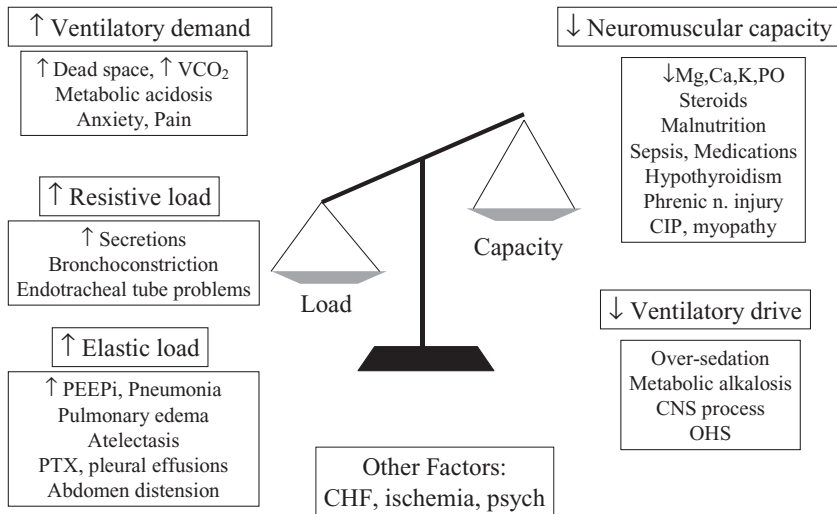 ↑ Ventilatory demand
↑ Dead space, ↑ VCO₂
Metabolic acidosis
Anxiety, Pain
↑ Resistive load
↑ Secretions
Bronchoconstriction
Endotracheal tube problems
↑ Elastic load
↑ PEEPi, Pneumonia
Pulmonary edema
Atelectasis
PTX, pleural effusions
Abdomen distension
Load
Capacity
Other Factors:
CHF, ischemia, psych
↓ Neuromuscular capacity
↓Mg,Ca,K,PO
Steroids
Malnutrition
Sepsis, Medications
Hypothyroidism
Phrenic n. injury
CIP, myopathy
↓ Ventilatory drive
Over-sedation
Metabolic alkalosis
CNS process
OHS